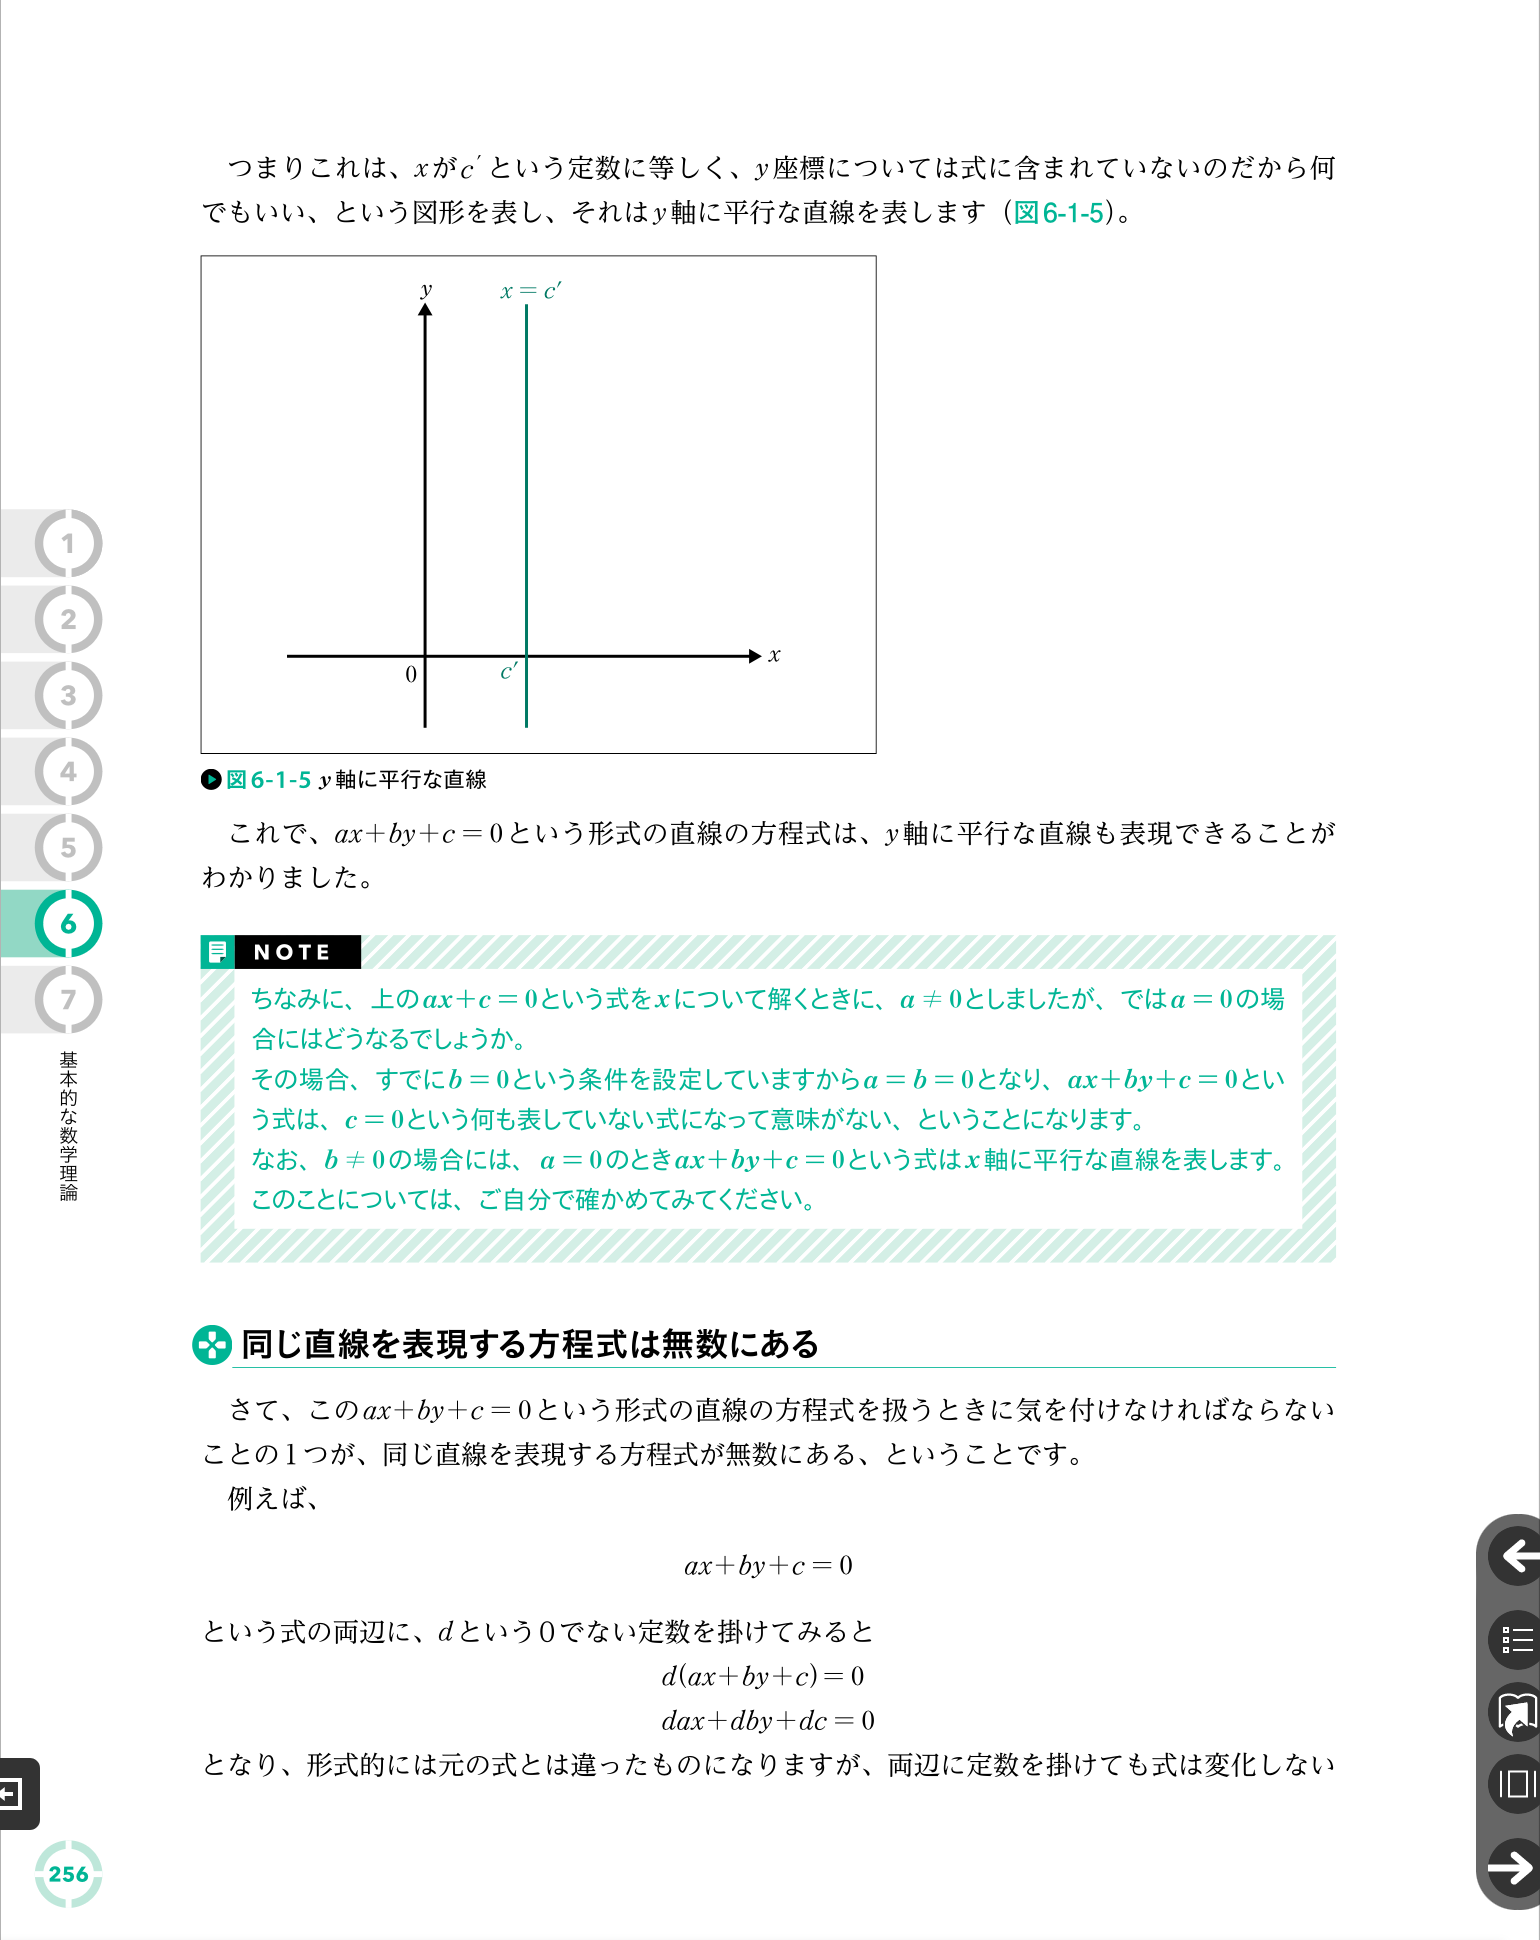 つまりこれは、xがc′という定数に等しく、y座標については式に含まれていないのだから何
でもいい、という図形を表し、それはy軸に平行な直線を表します（図6-1-5）。
y
x = c′
x
0
c′
図6-1-5 y軸に平行な直線
これで、ax+by+c = 0という形式の直線の方程式は、y軸に平行な直線も表現できることが
わかりました。
NOTE
ちなみに、上のax+c = 0という式をxについて解くときに、a ≠ 0としましたが、ではa = 0の場
合にはどうなるでしょうか。
その場合、すでにb = 0という条件を設定していますからa = b = 0となり、ax+by+c = 0とい
う式は、c = 0という何も表していない式になって意味がない、ということになります。
なお、b ≠ 0の場合には、a = 0のときax+by+c = 0という式はx軸に平行な直線を表します。
このことについては、ご自分で確かめてみてください。
同じ直線を表現する方程式は無数にある
さて、このax+by+c = 0という形式の直線の方程式を扱うときに気を付けなければならない
ことの1つが、同じ直線を表現する方程式が無数にある、ということです。
例えば、
ax+by+c = 0
という式の両辺に、dという0でない定数を掛けてみると
d(ax+by+c) = 0
dax+dby+dc = 0
となり、形式的には元の式とは違ったものになりますが、両辺に定数を掛けても式は変化しない
1
2
3
4
5
6
7
基本的な数学理論
256